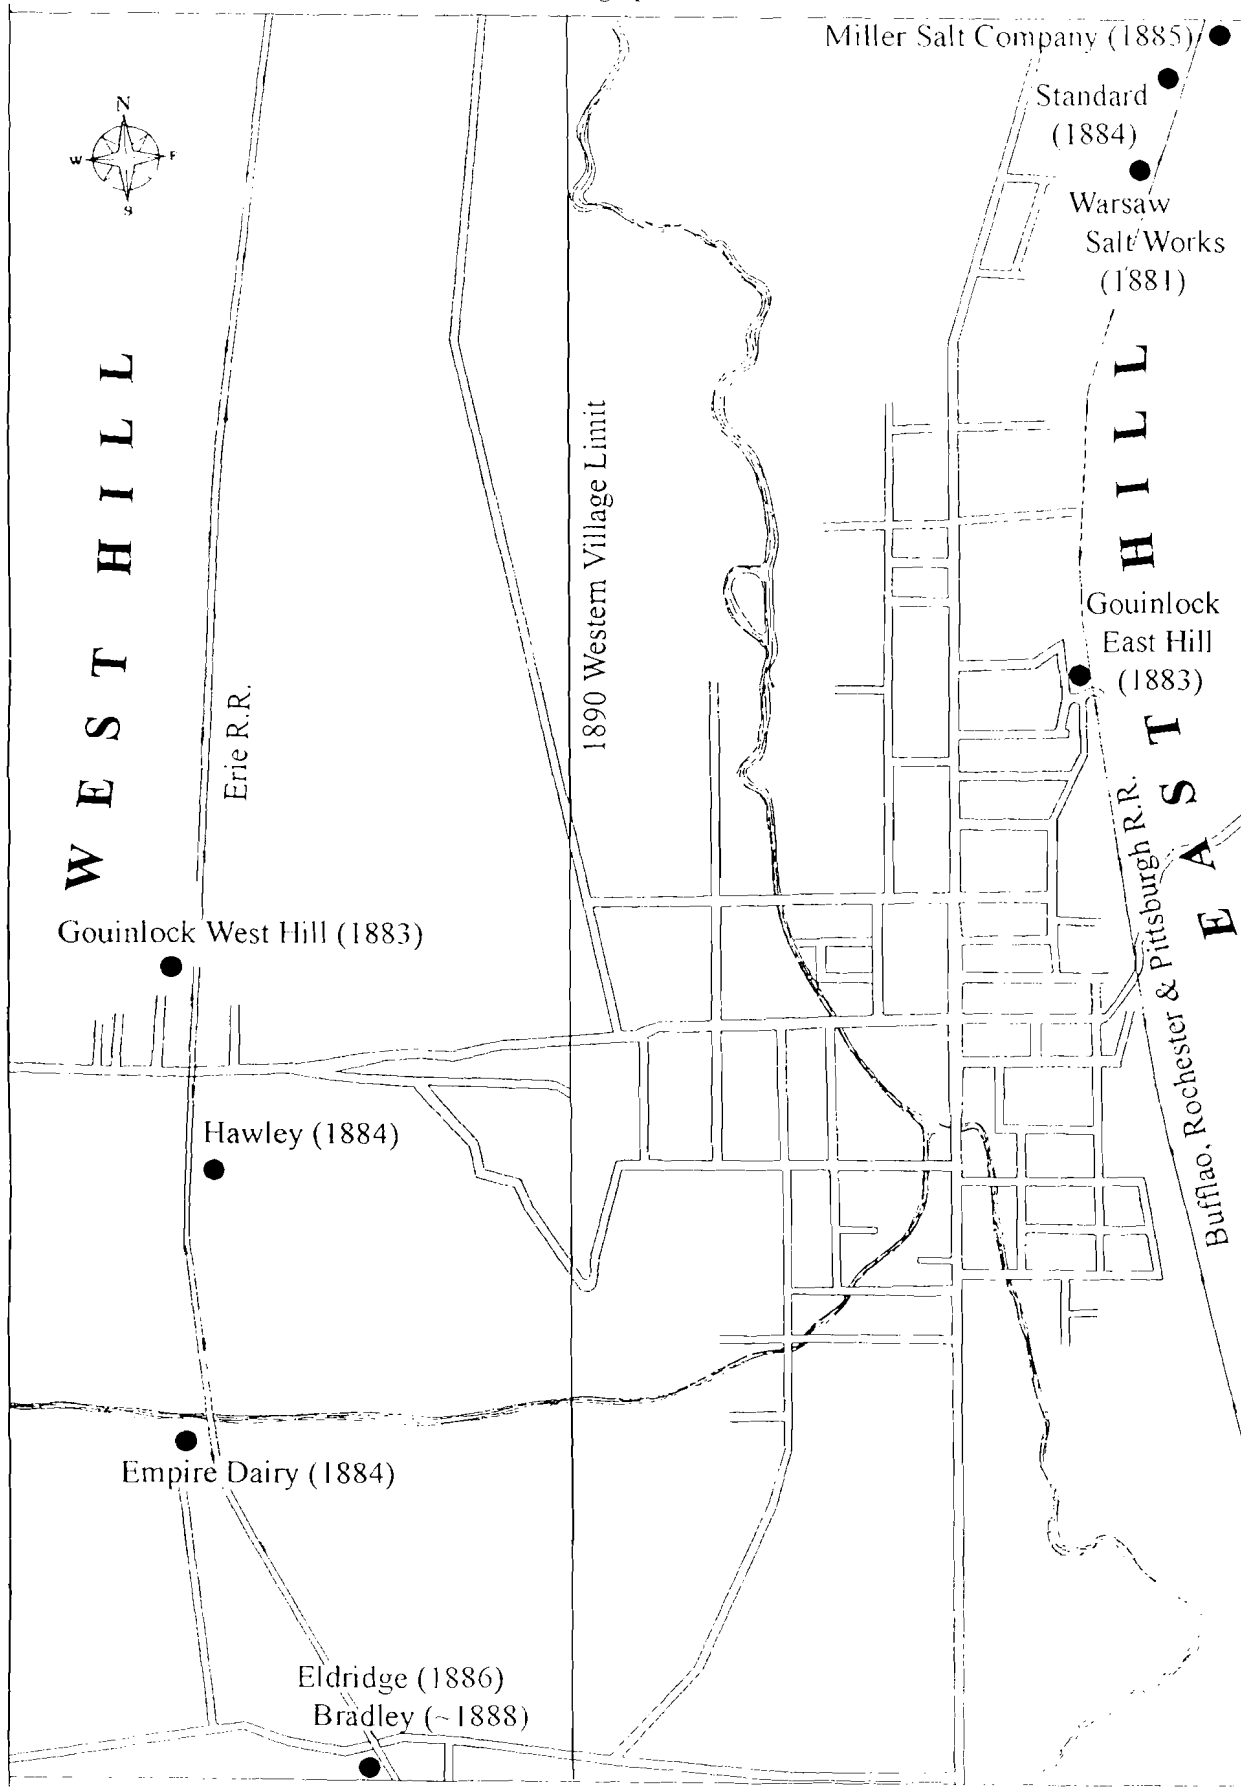 Miller Salt Company (1885)
N
W
S
Standard
(1884)
Warsaw
Salt Works
(1881)
WEST HILL
EAST HILL
1890 Western Village Limit
Erie R.R.
Gouinlock
East Hill
(1883)
Gouinlock West Hill (1883)
Bufflao, Rochester & Pittsburgh R.R.
Hawley (1884)
Empire Dairy (1884)
Eldridge (1886)
Bradley (~1888)